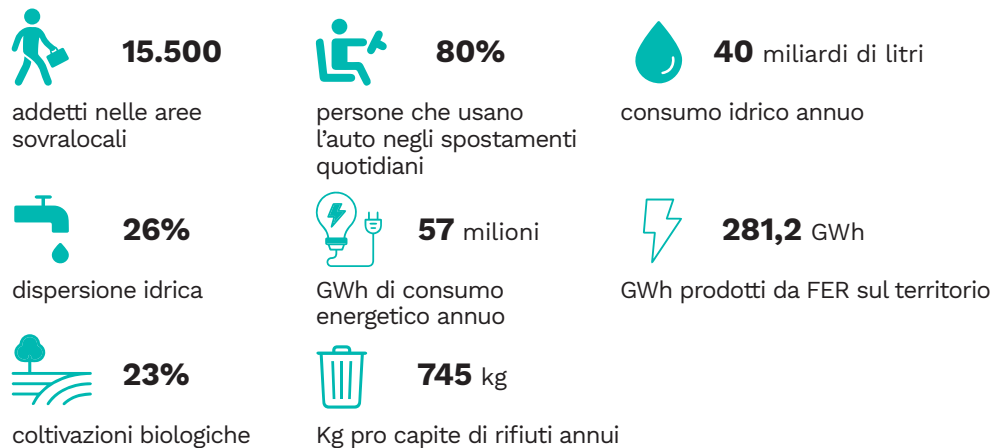 15.500
addetti nelle aree
sovralocali
80%
persone che usano
l'auto negli spostamenti
quotidiani
40 miliardi di litri
consumo idrico annuo
26%
dispersione idrica
57 milioni
GWh di consumo
energetico annuo
281,2 GWh
GWh prodotti da FER sul territorio
23%
coltivazioni biologiche
745 kg
Kg pro capite di rifiuti annui